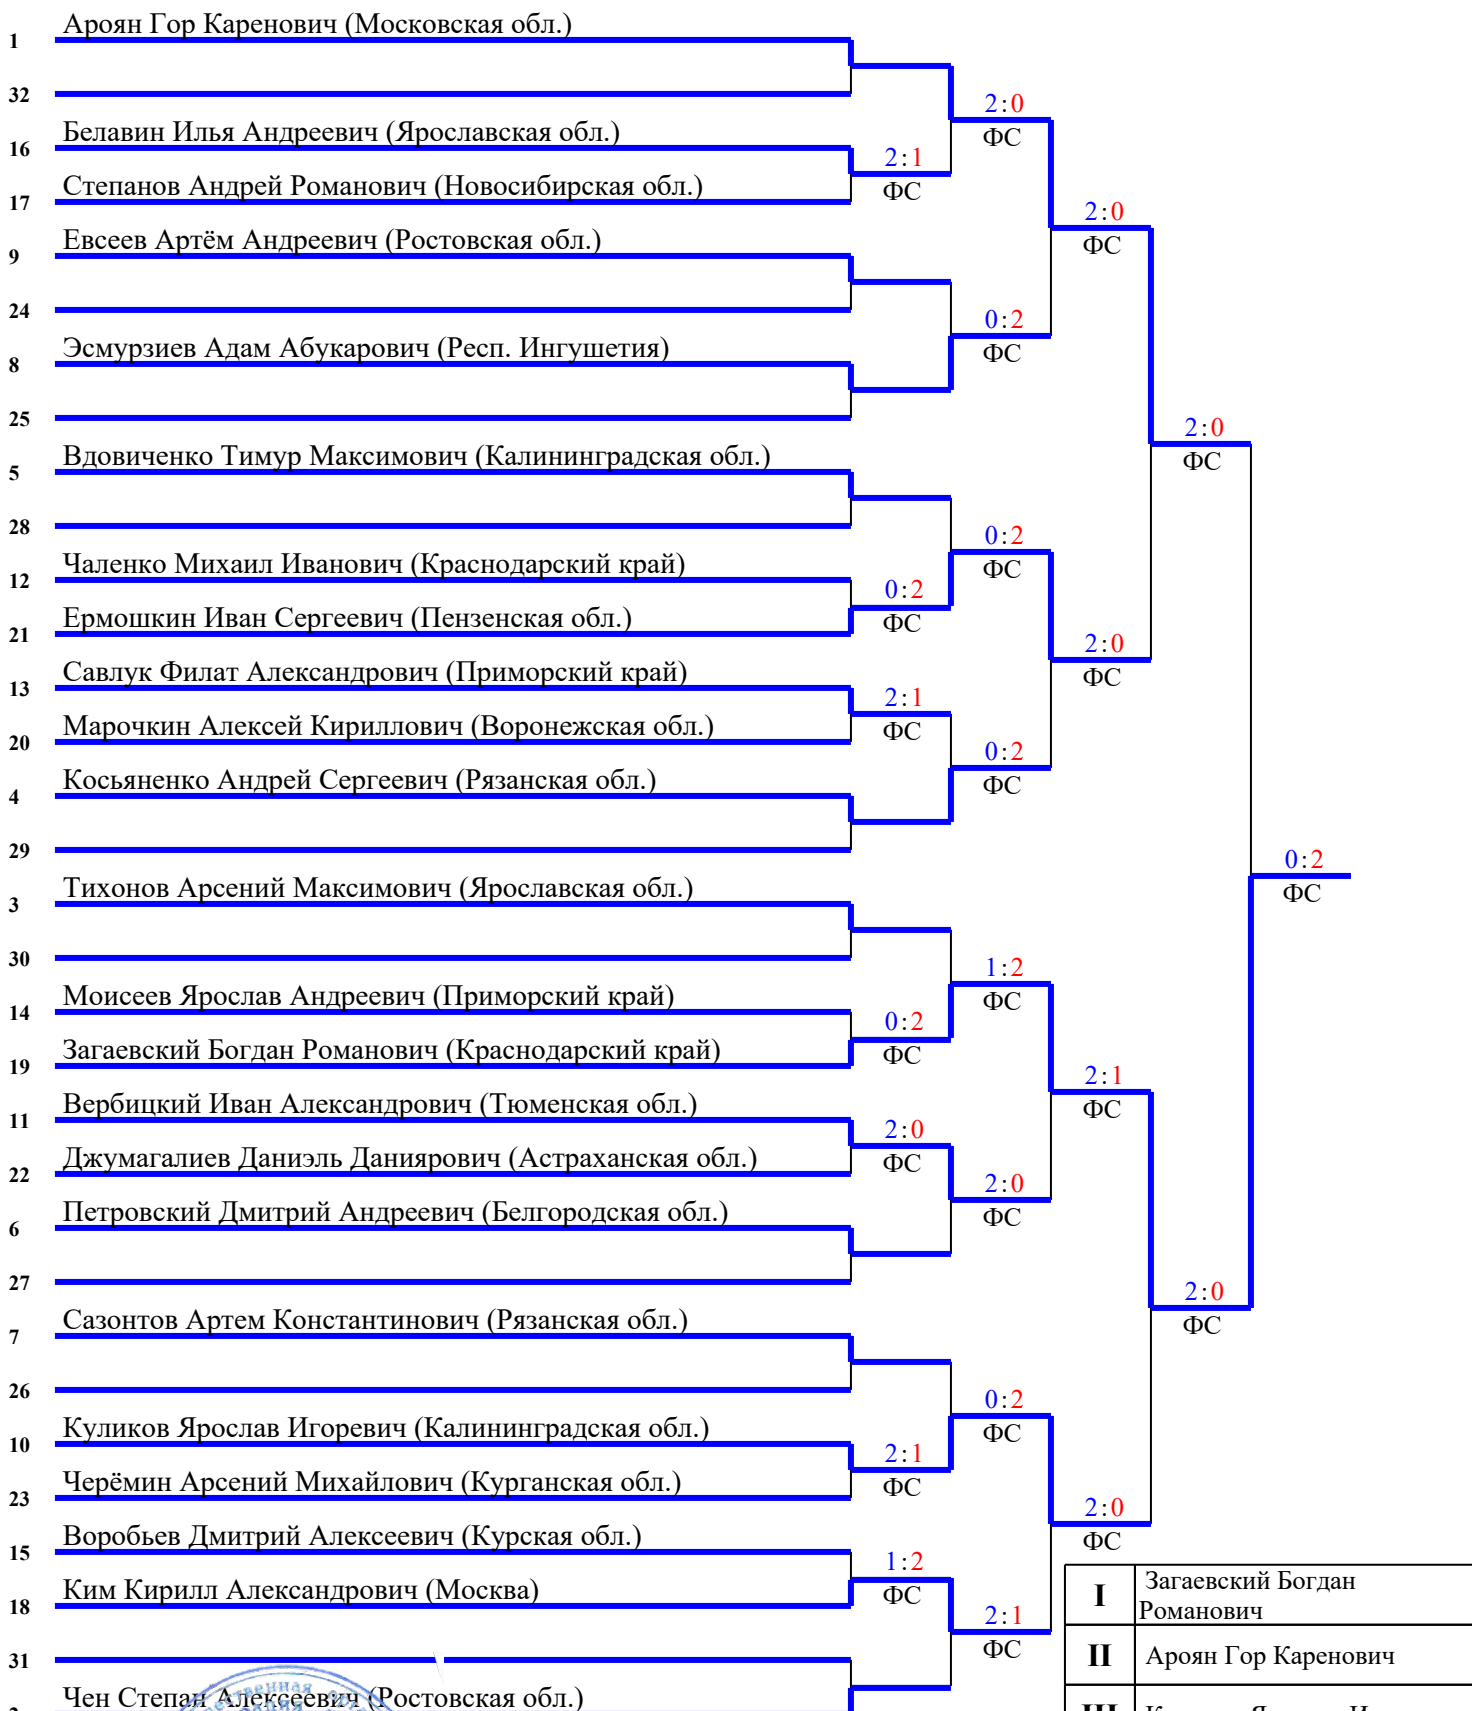 Ароян Гор Каренович (Московская обл.)
1
32
2:0
ФС
Белавин Илья Андреевич (Ярославская обл.)
16
2:1
ФС
Степанов Андрей Романович (Новосибирская обл.)
17
2:0
ФС
Евсеев Артём Андреевич (Ростовская обл.)
9
24
0:2
ФС
Эсмурзиев Адам Абукарович (Респ. Ингушетия)
8
25
2:0
ФС
Вдовиченко Тимур Максимович (Калининградская обл.)
5
28
0:2
ФС
Чаленко Михаил Иванович (Краснодарский край)
12
0:2
ФС
Ермошкин Иван Сергеевич (Пензенская обл.)
21
2:0
ФС
Савлук Филат Александрович (Приморский край)
13
2:1
ФС
Марочкин Алексей Кириллович (Воронежская обл.)
20
0:2
ФС
Косьяненко Андрей Сергеевич (Рязанская обл.)
4
29
0:2
ФС
Тихонов Арсений Максимович (Ярославская обл.)
3
30
1:2
ФС
Моисеев Ярослав Андреевич (Приморский край)
14
0:2
ФС
Загаевский Богдан Романович (Краснодарский край)
19
2:1
ФС
Вербицкий Иван Александрович (Тюменская обл.)
11
2:0
ФС
Джумагалиев Даниэль Даниярович (Астраханская обл.)
22
2:0
ФС
Петровский Дмитрий Андреевич (Белгородская обл.)
6
27
2:0
ФС
Сазонтов Артем Константинович (Рязанская обл.)
7
26
0:2
ФС
Куликов Ярослав Игоревич (Калининградская обл.)
10
2:1
ФС
Черёмин Арсений Михайлович (Курганская обл.)
23
2:0
ФС
Воробьев Дмитрий Алексеевич (Курская обл.)
15
1:2
ФС
Ким Кирилл Александрович (Москва)
18
2:1
ФС
I Загаевский Богдан
Романович
31
II Ароян Гор Каренович
Чен Степан Алексеевич (Ростовская обл.)
III